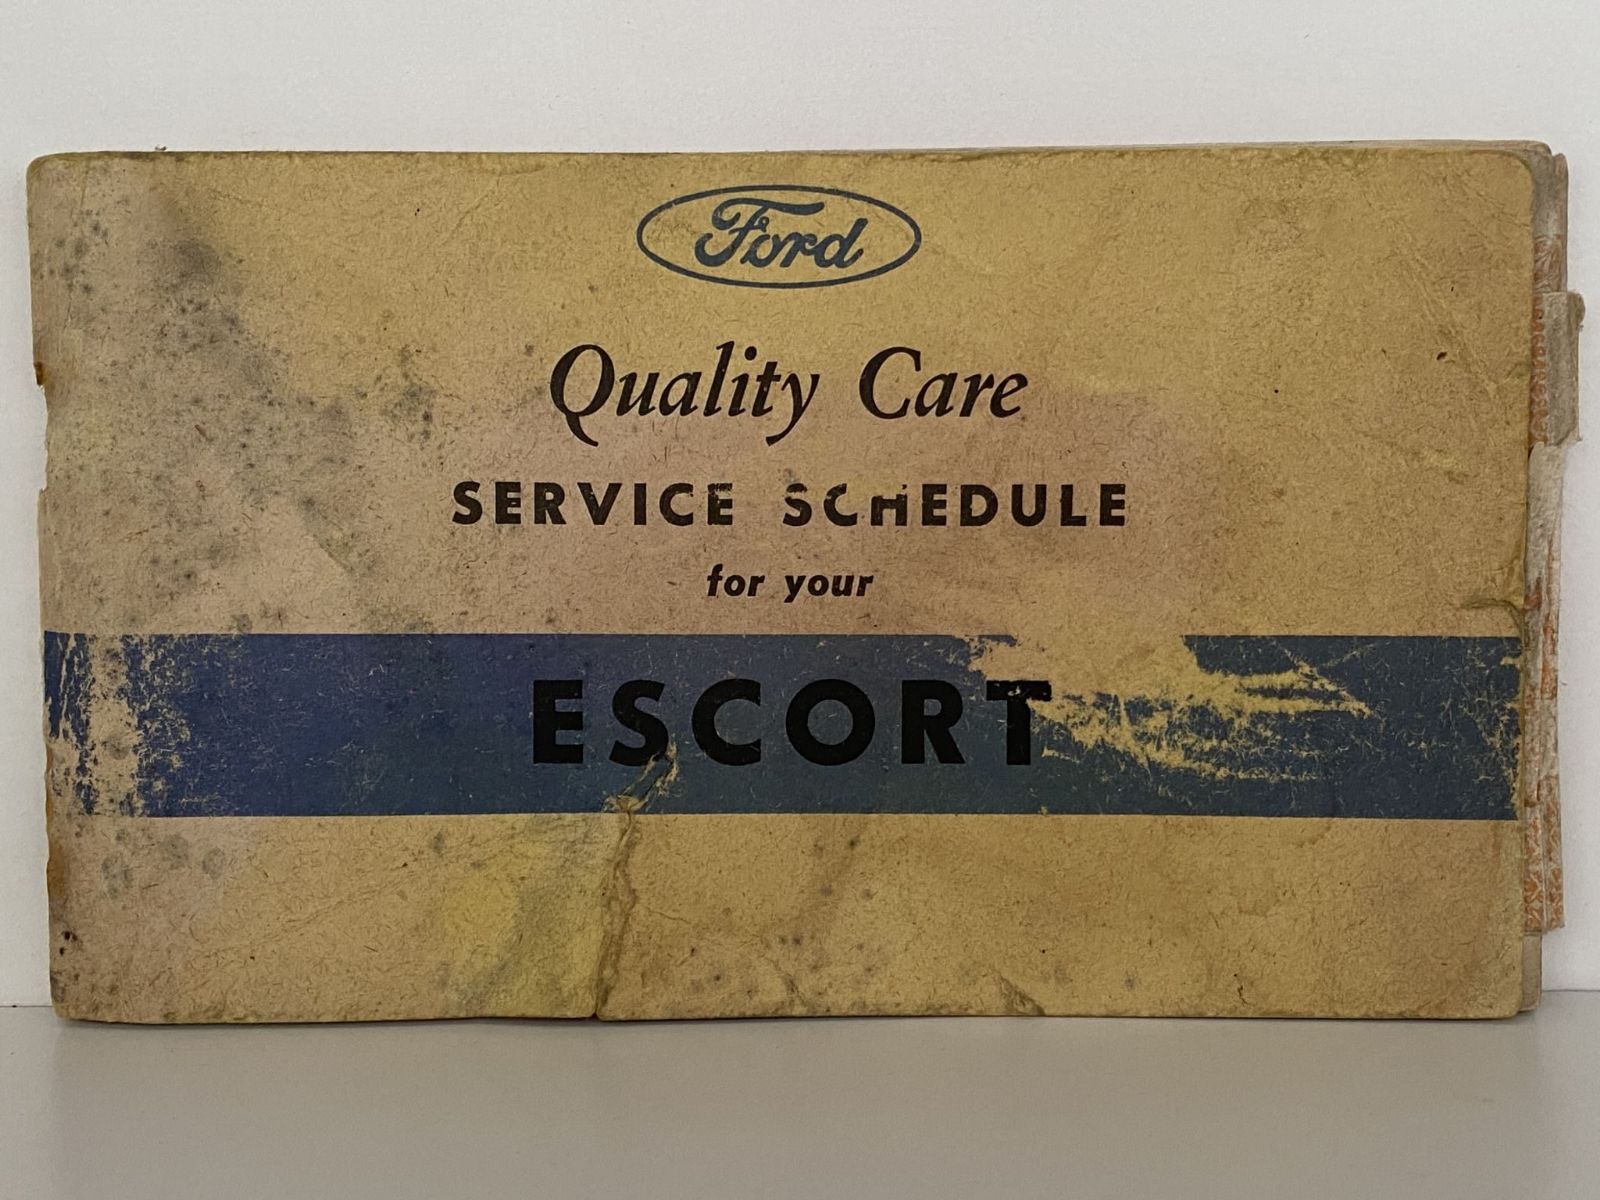 Ford
Quality Care
SERVICE SCHEDULE
for your
ESCORT